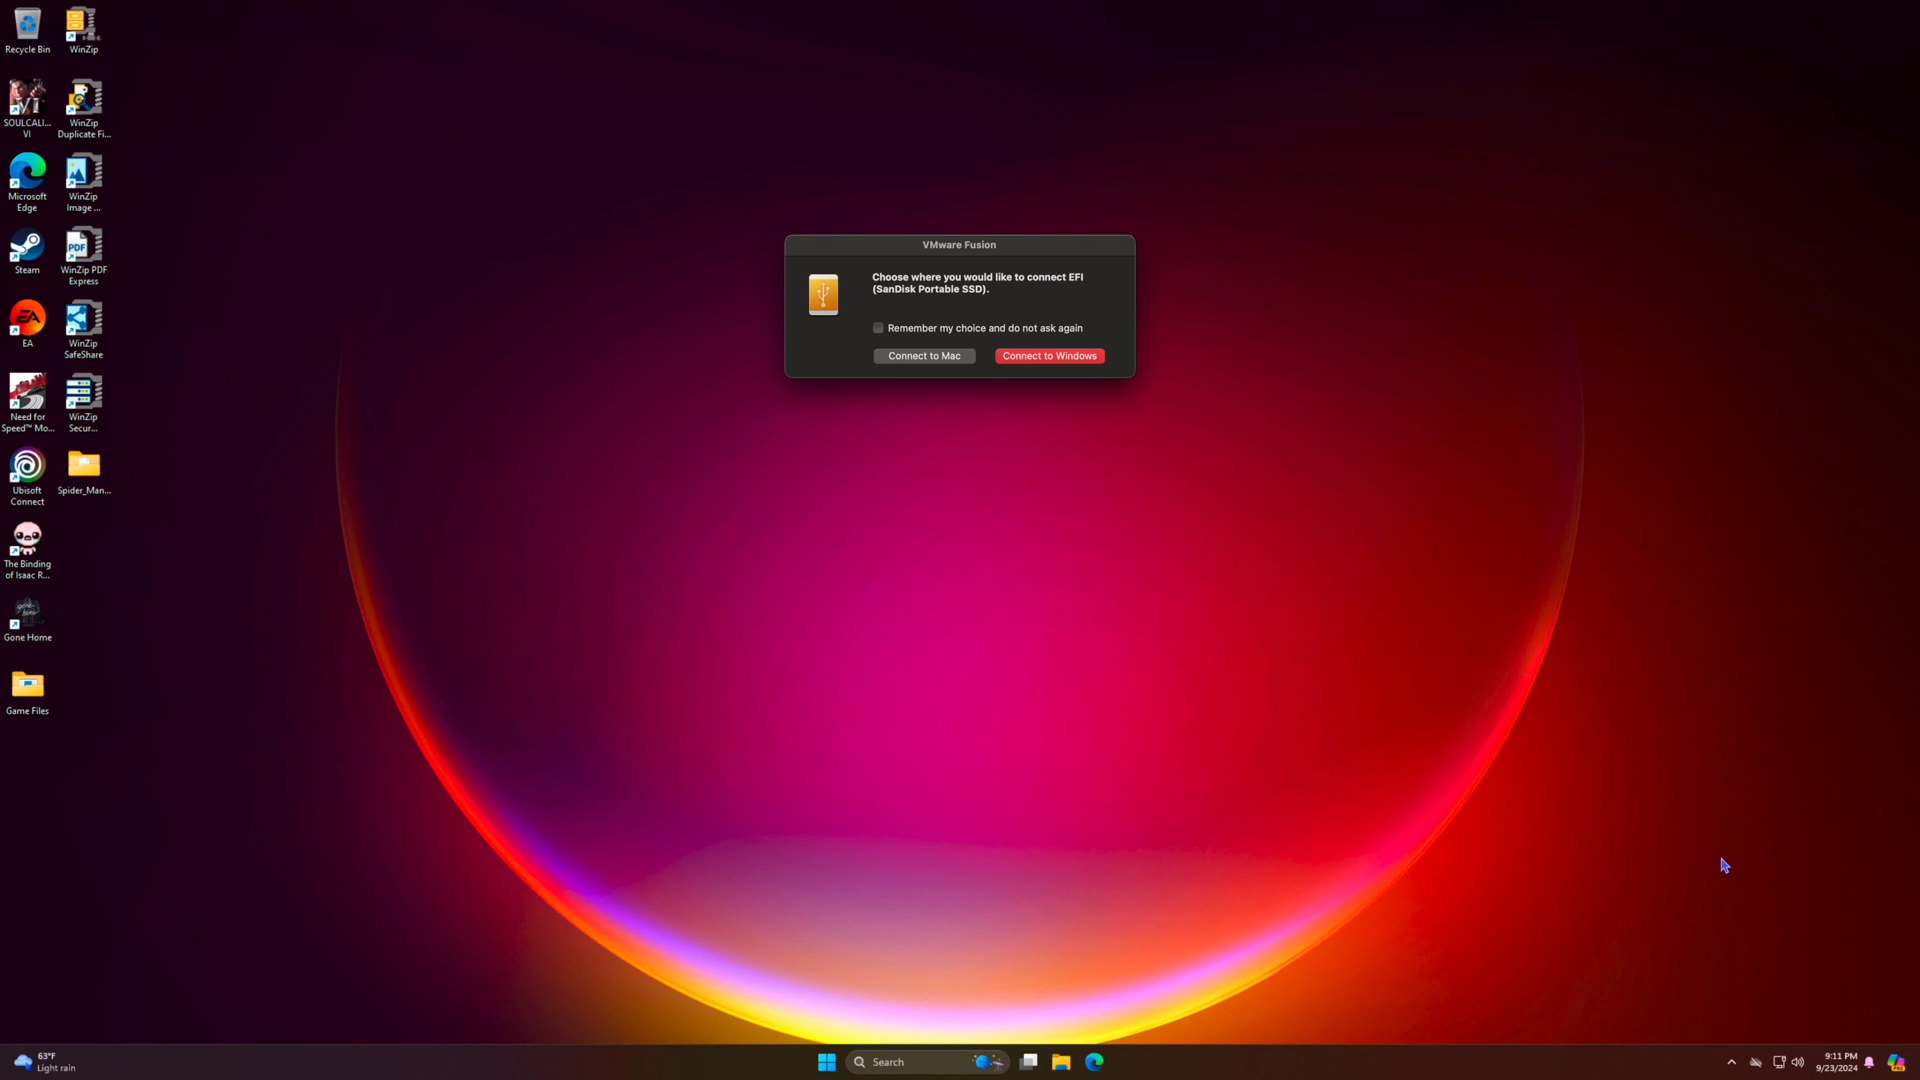 Recycle Bin
WinZip
SOULCALI...
VI
WinZip
Duplicate Fi...
Microsoft
Edge
WinZip
Image ...
Steam
WinZip PDF
Express
EA
WinZip
SafeShare
Need for
Speed™ Mo...
WinZip
Secur...
Ubisoft
Connect
Spider_Man...
The Binding
of Isaac R...
Gone Home
Game Files
VMware Fusion
Choose where you would like to connect EFI
(SanDisk Portable SSD).
Remember my choice and do not ask again
Connect to Mac
Connect to Windows
63°F
Light rain
Search
9:11 PM
9/23/2024